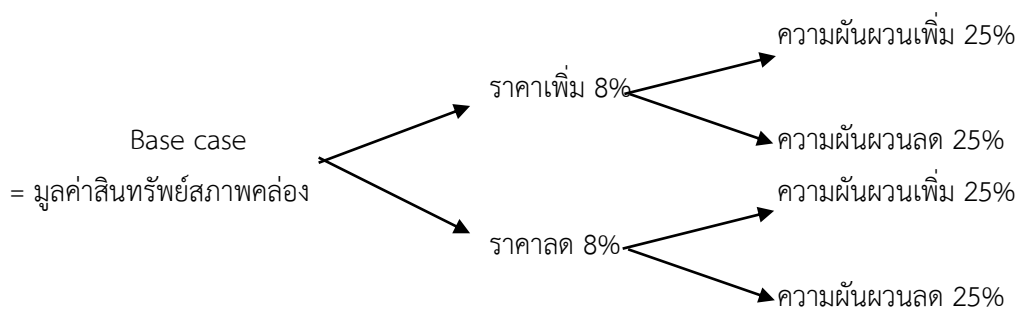 ความผันผวนเพิ่ม 25%
ราคาเพิ่ม 8%
Base case
ความผันผวนลด 25%
= มูลค่าสินทรัพย์สภาพคล่อง
ความผันผวนเพิ่ม 25%
ราคาลด 8%
ความผันผวนลด 25%